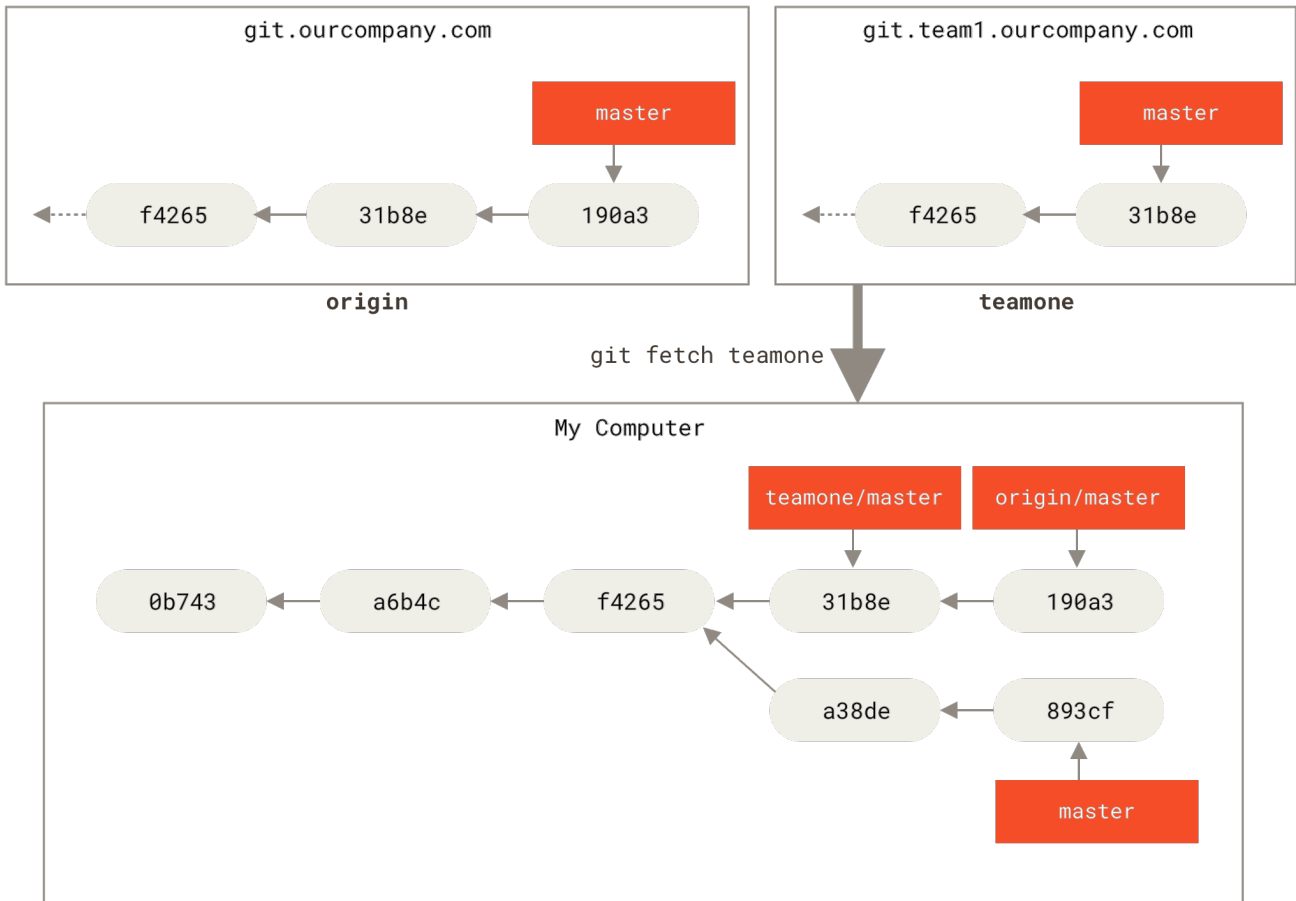 git.ourcompany.com
master
f4265 31b8e 190a3
origin
git.team1.ourcompany.com
master
f4265 31b8e
teamone
git fetch teamone
My Computer
teamone/master origin/master
0b743 a6b4c f4265 31b8e 190a3
a38de 893cf
master